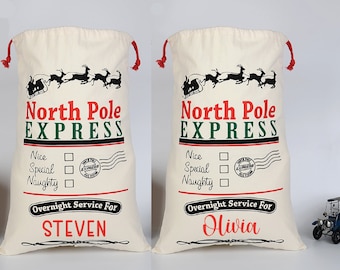 North Pole
EXPRESS
Nice
Special
Naughty
Overnight Service For
STEVEN
North Pole
EXPRESS
Nice
Special
Naughty
Overnight Service For
Olivia